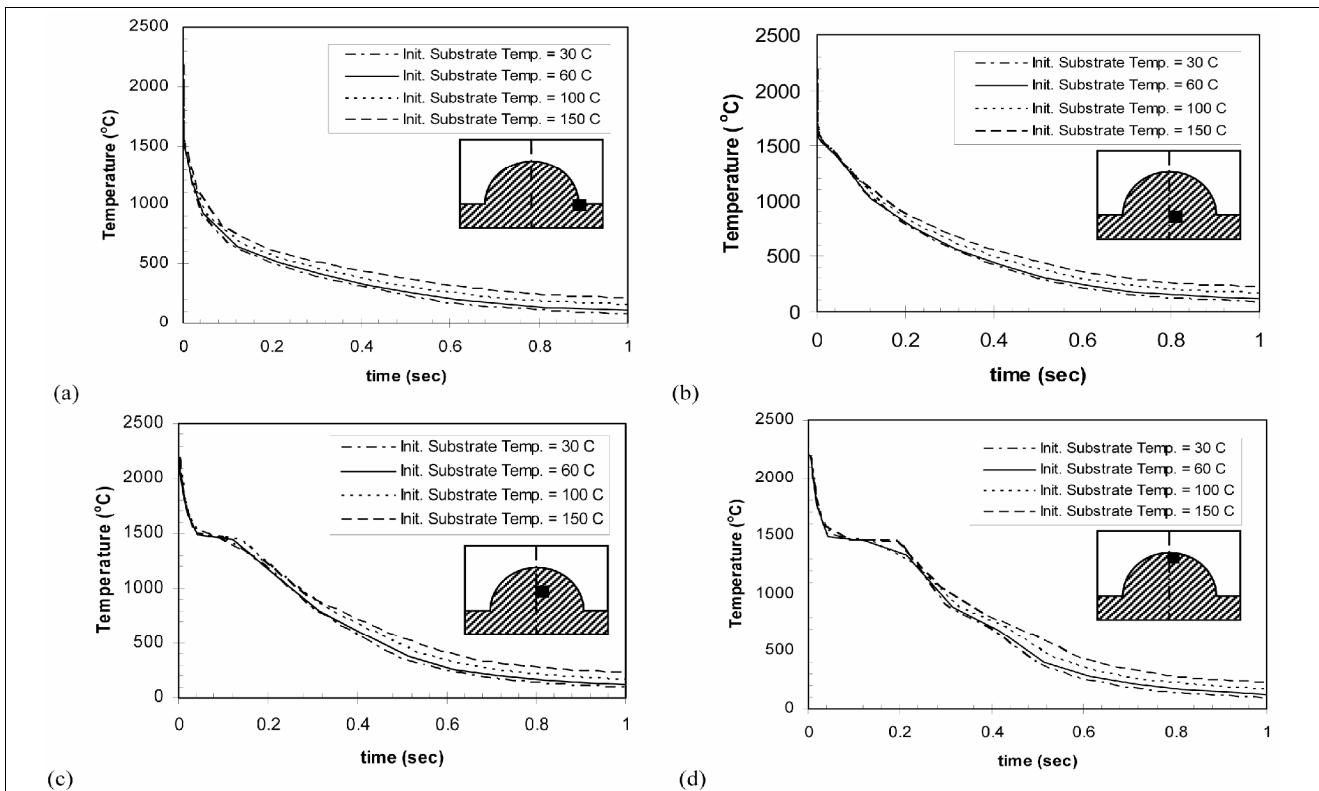 2500
2000
1500
1000
500
0
Temperature (°C)
Init. Substrate Temp. = 30 C
Init. Substrate Temp. = 60 C
Init. Substrate Temp. = 100 C
Init. Substrate Temp. = 150 C
0 0.2 0.4 0.6 0.8 1
time (sec)
(a)
2500
2000
1500
1000
500
0
Temperature ( °C)
Init. Substrate Temp. = 30 C
Init. Substrate Temp. = 60 C
Init. Substrate Temp. = 100 C
Init. Substrate Temp. = 150 C
0 0.2 0.4 0.6 0.8 1
time (sec)
(b)
2500
2000
1500
1000
500
0
Temperature (°C)
Init. Substrate Temp. = 30 C
Init. Substrate Temp. = 60 C
Init. Substrate Temp. = 100 C
Init. Substrate Temp. = 150 C
0 0.2 0.4 0.6 0.8 1
time (sec)
(c)
2500
2000
1500
1000
500
0
Temperature (°C)
Init. Substrate Temp. = 30 C
Init. Substrate Temp. = 60 C
Init. Substrate Temp. = 100 C
Init. Substrate Temp. = 150 C
0 0.2 0.4 0.6 0.8 1
time (sec)
(d)